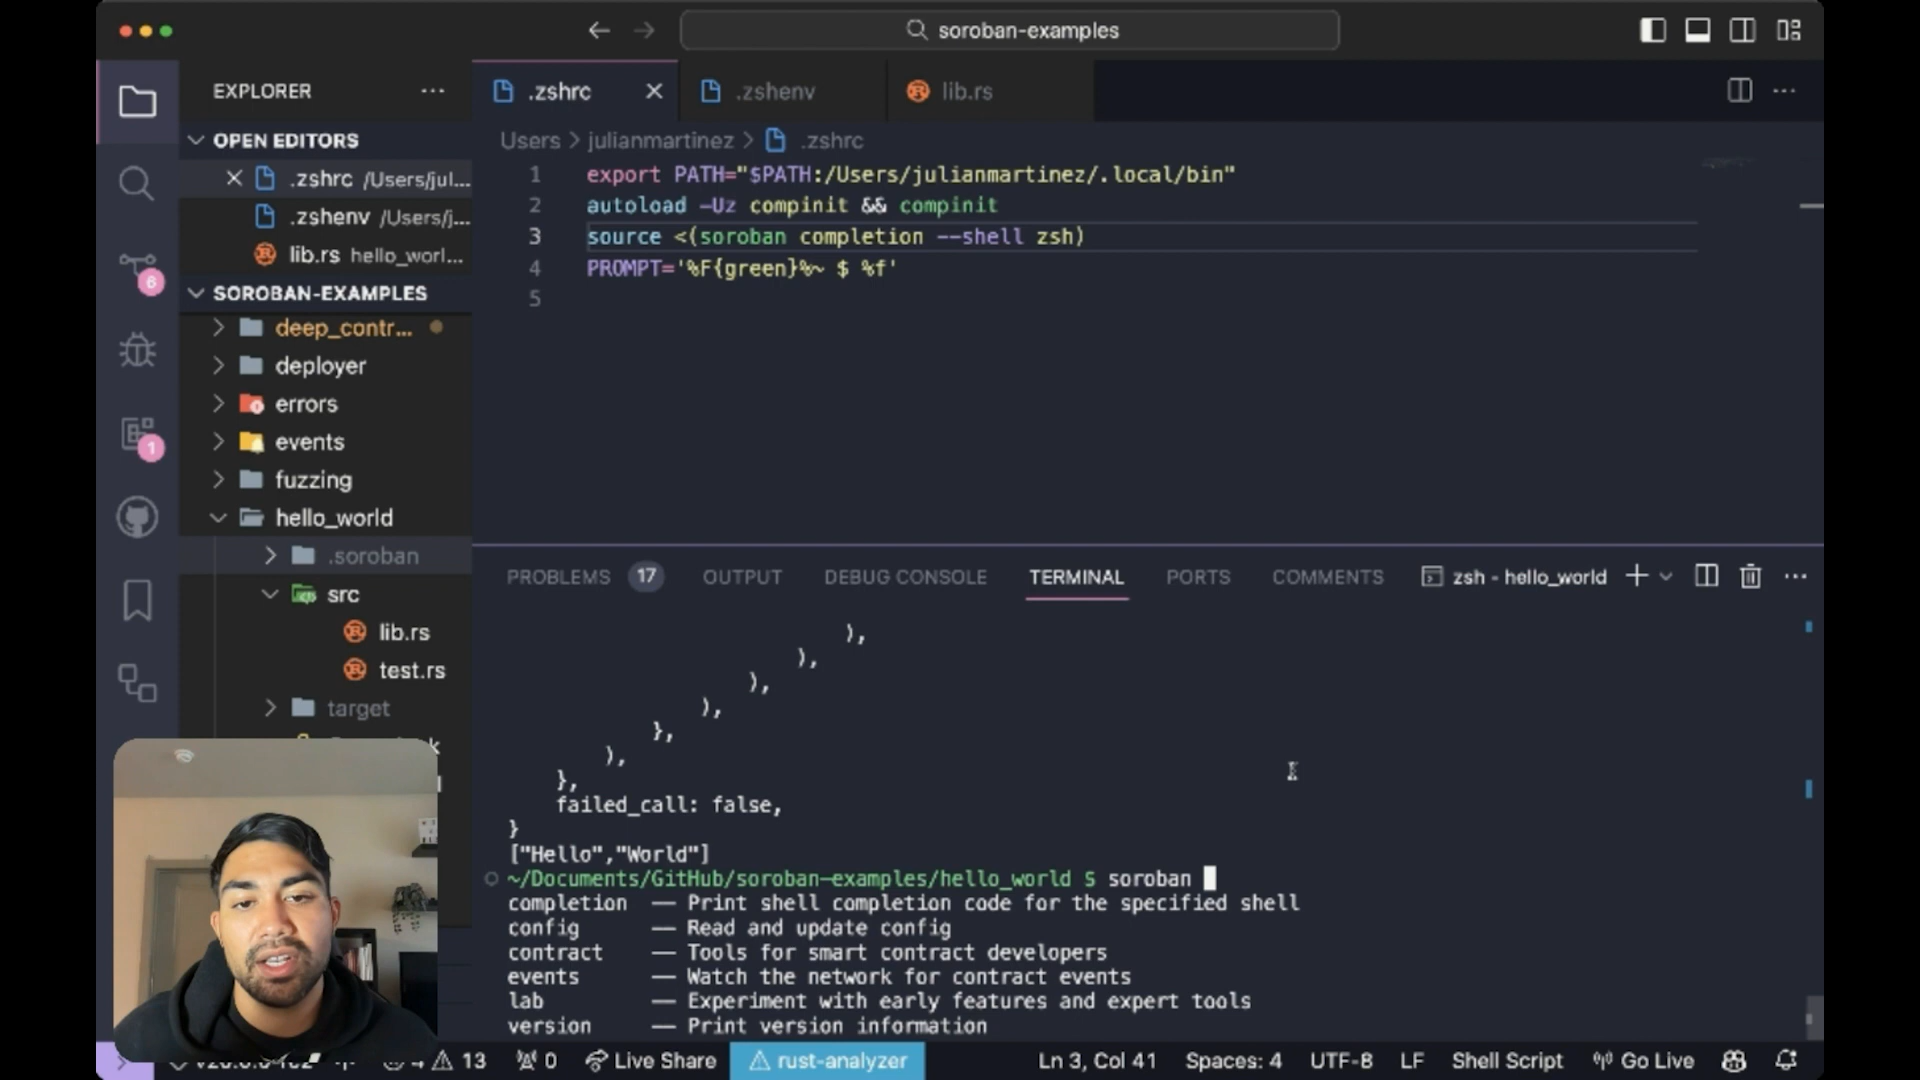 soroban-examples
EXPLORER
.zshrc
.zshenv
lib.rs
OPEN EDITORS
Users > julianmartinez > .zshrc
.zshrc /Users/jul...
.zshenv /Users/j...
lib.rs hello_worl...
1 export PATH="$PATH:/Users/julianmartinez/.local/bin"
2 autoload -Uz compinit && compinit
3 source <(soroban completion --shell zsh)
4 PROMPT='%F{green}%~ $ %f'
5
SOROBAN-EXAMPLES
deep_contr...
deployer
errors
events
fuzzing
hello_world
.soroban
src
lib.rs
test.rs
target
k
6
1
PROBLEMS 17 OUTPUT DEBUG CONSOLE TERMINAL PORTS COMMENTS zsh - hello_world
),
),
),
),
},
),
},
failed_call: false,
}
["Hello","World"]
~/Documents/GitHub/soroban-examples/hello_world $ soroban
completion -- Print shell completion code for the specified shell
config -- Read and update config
contract -- Tools for smart contract developers
events -- Watch the network for contract events
lab -- Experiment with early features and expert tools
version -- Print version information
13 0 Live Share rust-analyzer Ln 3, Col 41 Spaces: 4 UTF-8 LF Shell Script Go Live